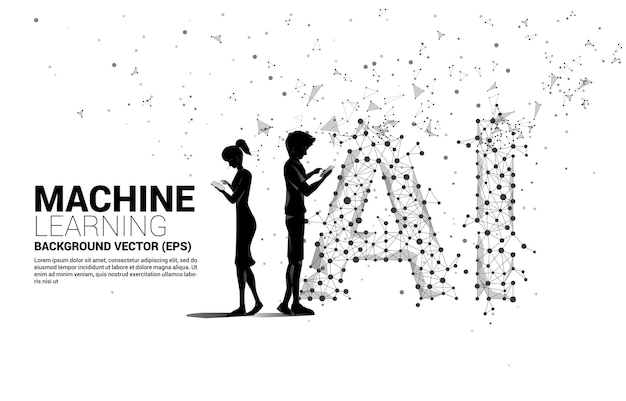 MACHINE
LEARNING
BACKGROUND VECTOR (EPS)
Lorem ipsum dolor sit amet, consectetur
adipiscing elit, sed do eiusmod tempor
incididunt ut labore et dolore magna
aliqua. Ut enim ad minim veniam, quis
nostrud exercitation ullamco laboris nisi ut
AI